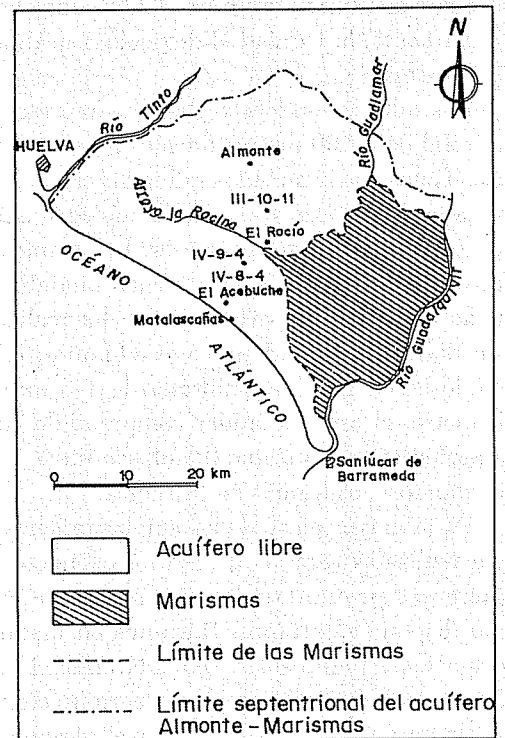 N
Río Tinto
HUELVA
Río Guadiamar
Almonte
III-10-11
Arroyo la Rocina
El Rocío
IV-9-4
IV-8-4
El Acebuche
Matalascañas
OCÉANO
ATLÁNTICO
Río Guadalquivir
Sanlúcar de
Barrameda
0 10 20 km
Acuífero libre
Marismas
Límite de las Marismas
Límite septentrional del acuífero
Almonte-Marismas